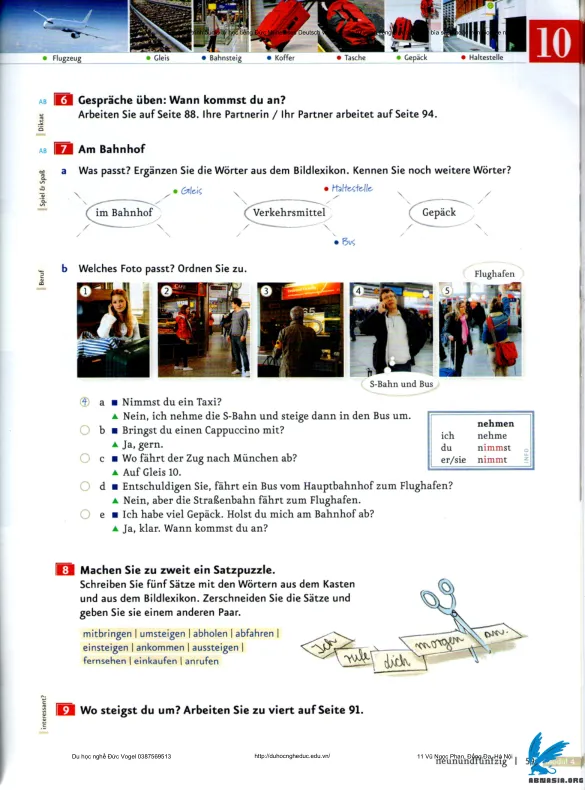 10
Flugzeug
Gleis
Bahnsteig
Koffer
Tasche
Gepäck
Haltestelle
AB
6 Gespräche üben: Wann kommst du an?
Arbeiten Sie auf Seite 88. Ihre Partnerin / Ihr Partner arbeitet auf Seite 94.
Diktat
AB
7 Am Bahnhof
a Was passt? Ergänzen Sie die Wörter aus dem Bildlexikon. Kennen Sie noch weitere Wörter?
Spiel & Spaß
Gleis
Haltestelle
im Bahnhof
Verkehrsmittel
Gepäck
Bus
b Welches Foto passt? Ordnen Sie zu.
Beruf
Flughafen
1
2
3
4
5
S-Bahn und Bus
4 a ■ Nimmst du ein Taxi?
▲ Nein, ich nehme die S-Bahn und steige dann in den Bus um.
b ■ Bringst du einen Cappuccino mit?
▲ Ja, gern.
c ■ Wo fährt der Zug nach München ab?
▲ Auf Gleis 10.
d ■ Entschuldigen Sie, fährt ein Bus vom Hauptbahnhof zum Flughafen?
▲ Nein, aber die Straßenbahn fährt zum Flughafen.
e ■ Ich habe viel Gepäck. Holst du mich am Bahnhof ab?
▲ Ja, klar. Wann kommst du an?
nehmen
ich nehme
du nimmst
er/sie nimmt
INFO
8 Machen Sie zu zweit ein Satzpuzzle.
Schreiben Sie fünf Sätze mit den Wörtern aus dem Kasten
und aus dem Bildlexikon. Zerschneiden Sie die Sätze und
geben Sie sie einem anderen Paar.
mitbringen | umsteigen | abholen | abfahren |
einsteigen | ankommen | aussteigen |
fernsehen | einkaufen | anrufen
Ich
rufe
dich
morgen
an.
interessant?
9 Wo steigst du um? Arbeiten Sie zu viert auf Seite 91.
Du học nghề Đức Vogel 0387569513
http://duhocngheduc.edu.vn/
11 Vũ Ngọc Phan, Đống Đa, Hà Nội
neunundfünfzig
ABMASIA.ORG